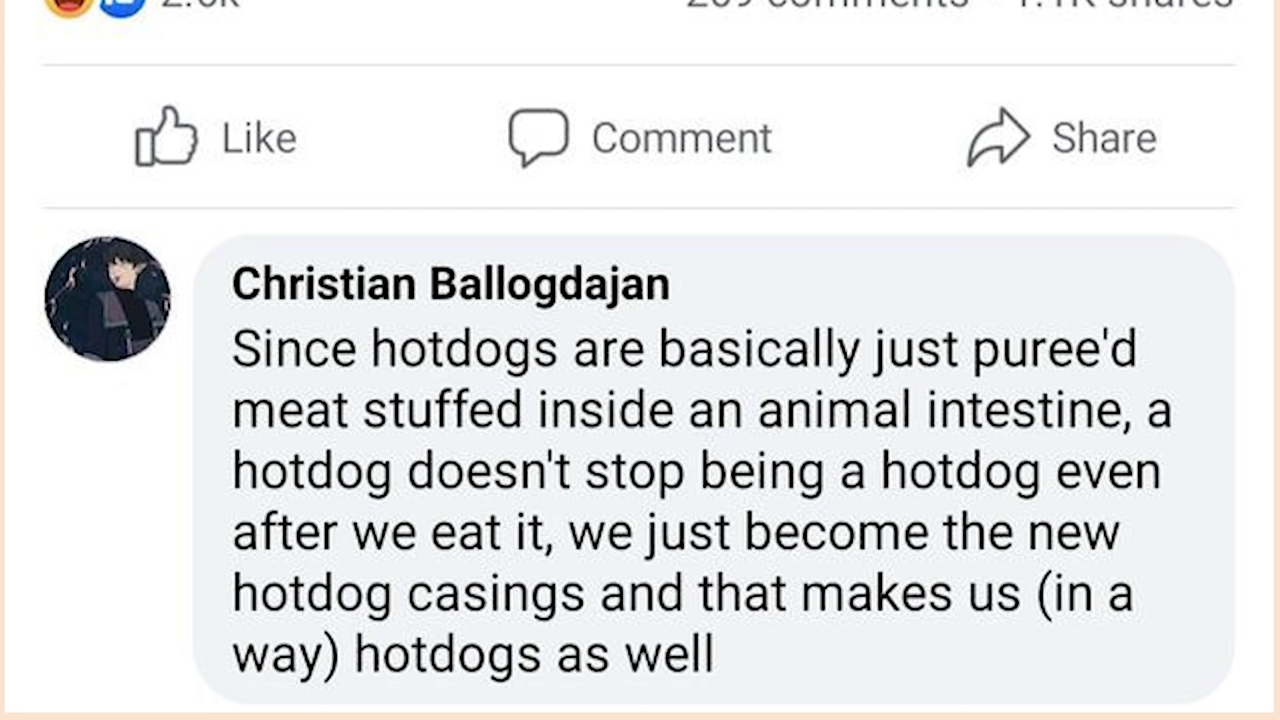 Like Comment Share
Christian Ballogdajan
Since hotdogs are basically just puree'd
meat stuffed inside an animal intestine, a
hotdog doesn't stop being a hotdog even
after we eat it, we just become the new
hotdog casings and that makes us (in a
way) hotdogs as well